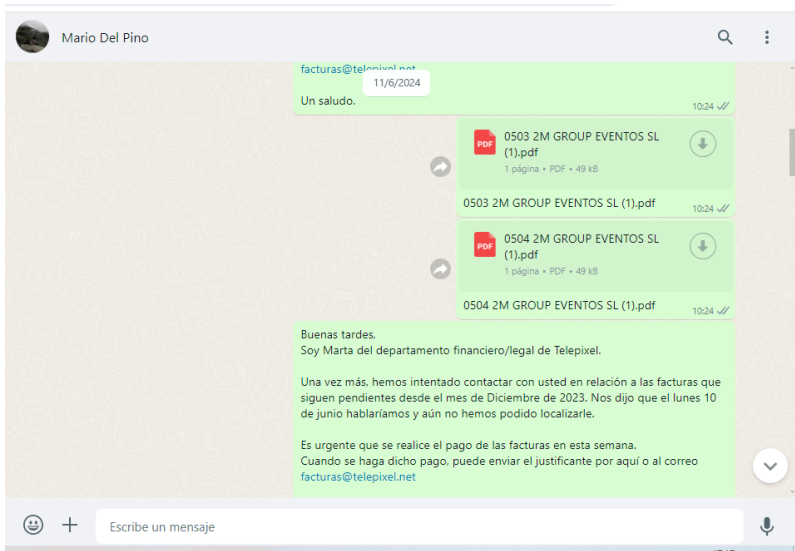 Mario Del Pino
facturas@telepixel.net
11/6/2024
Un saludo.
10:24
PDF
0503 2M GROUP EVENTOS SL
(1).pdf
1 página • PDF • 49 kB
0503 2M GROUP EVENTOS SL (1).pdf
10:24
PDF
0504 2M GROUP EVENTOS SL
(1).pdf
1 página • PDF • 49 kB
0504 2M GROUP EVENTOS SL (1).pdf
10:24
Buenas tardes,
Soy Marta del departamento financiero/legal de Telepixel.
Una vez más, hemos intentado contactar con usted en relación a las facturas que
siguen pendientes desde el mes de Diciembre de 2023. Nos dijo que el lunes 10
de junio hablaríamos y aún no hemos podido localizarle.
Es urgente que se realice el pago de las facturas en esta semana.
Cuando se haga dicho pago, puede enviar el justificante por aquí o al correo
facturas@telepixel.net
Escribe un mensaje